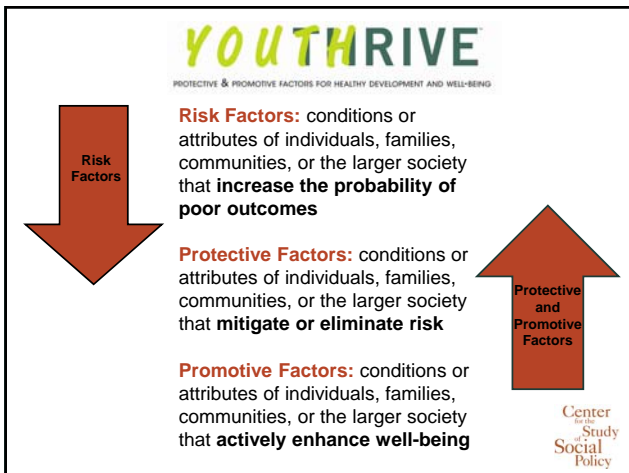 YOUTHRIVE
PROTECTIVE & PROMOTIVE FACTORS FOR HEALTHY DEVELOPMENT AND WELL-BEING
Risk
Factors
Risk Factors: conditions or
attributes of individuals, families,
communities, or the larger society
that increase the probability of
poor outcomes
Protective Factors: conditions or
attributes of individuals, families,
communities, or the larger society
that mitigate or eliminate risk
Promotive Factors: conditions or
attributes of individuals, families,
communities, or the larger society
that actively enhance well-being
Protective
and
Promotive
Factors
Center
for the
Study
of
Social
Policy